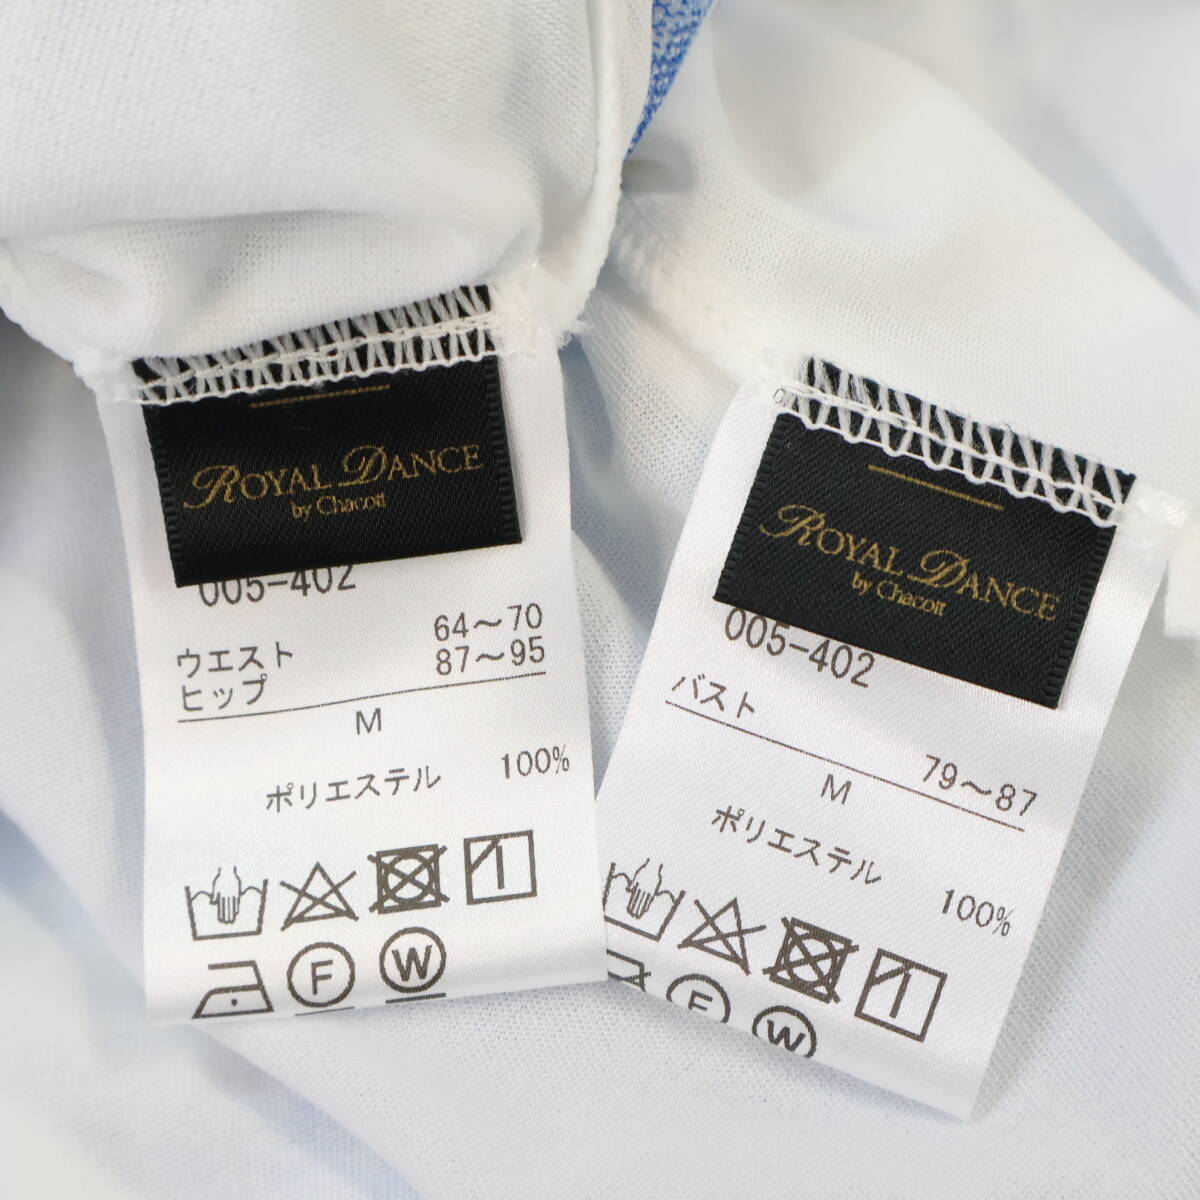 ROYAL DANCE
by Chacott
005-402
ウエスト 64～70
ヒップ 87～95
M
ポリエステル 100%
F
W
ROYAL DANCE
by Chacott
005-402
バスト 79～87
M
ポリエステル 100%
F
W